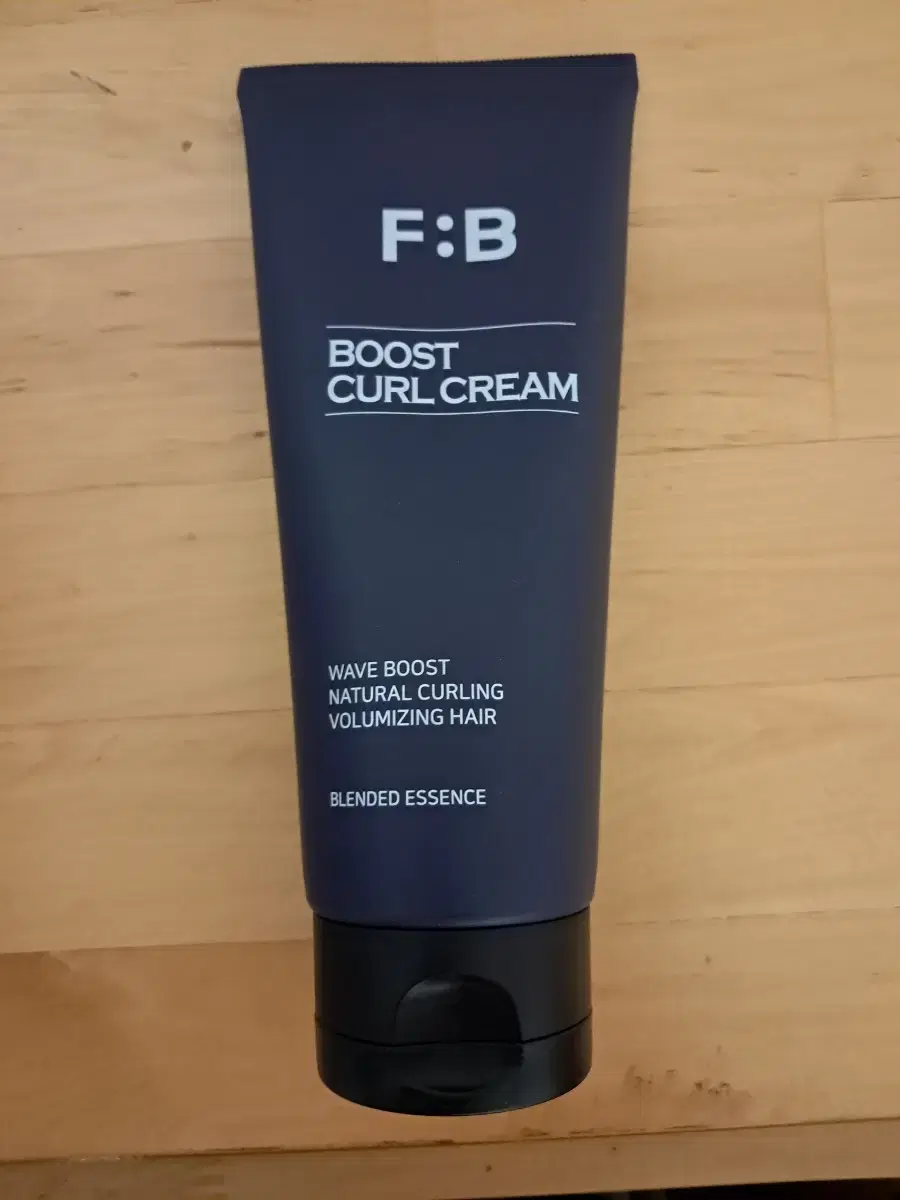 F:B
BOOST
CURL CREAM
WAVE BOOST
NATURAL CURLING
VOLUMIZING HAIR
BLENDED ESSENCE